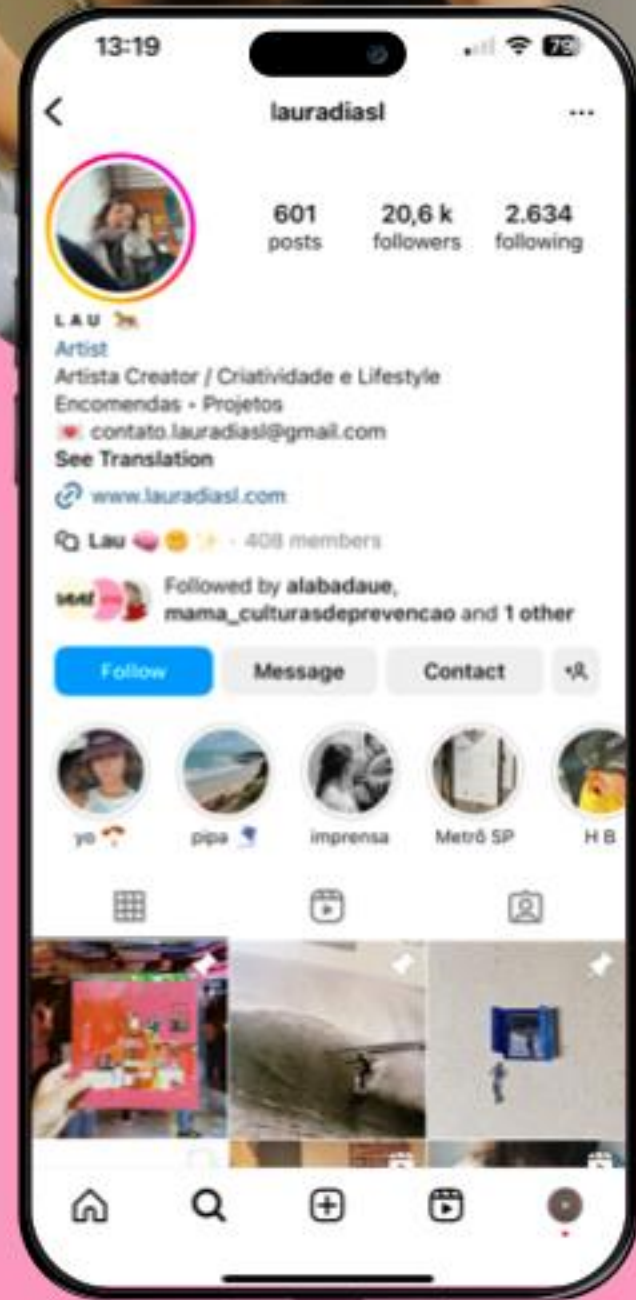 13:19
79
lauradiasl
601 20,6 k 2.634
posts followers following
LAU
Artist
Artista Creator / Criatividade e Lifestyle
Encomendas • Projetos
contato.lauradiasl@gmail.com
See Translation
www.lauradiasl.com
Lau · 408 members
Followed by alabadaue,
mama_culturasdeprevencao and 1 other
Follow Message Contact
yo pipa imprensa Metrô SP H B